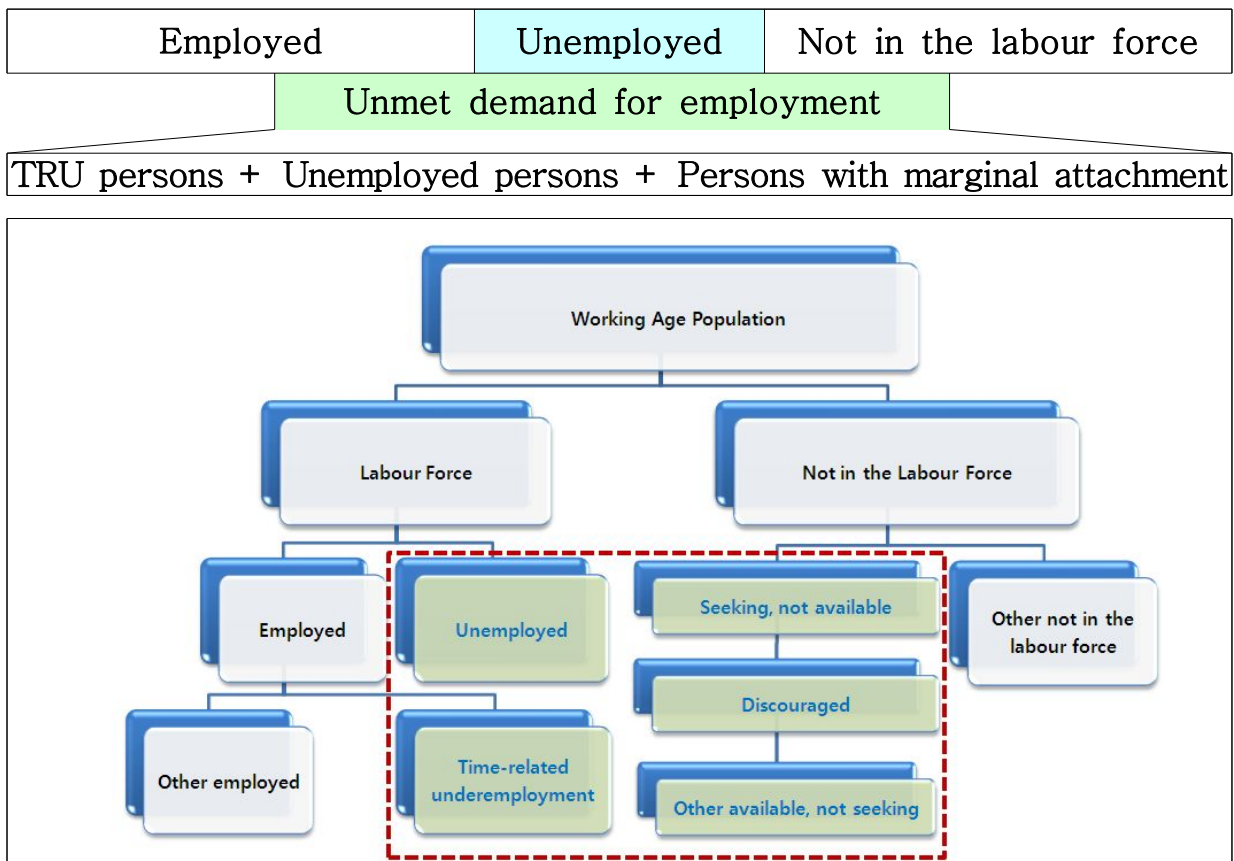 Employed
Unemployed
Not in the labour force
Unmet demand for employment
TRU persons + Unemployed persons + Persons with marginal attachment
Working Age Population
Labour Force
Not in the Labour Force
Employed
Unemployed
Seeking, not available
Other not in the
labour force
Discouraged
Other employed
Time-related
underemployment
Other available, not seeking